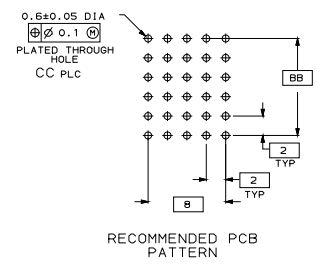 0.6±0.05 DIA
⌖ Ø 0.1 Ⓜ
PLATED THROUGH
HOLE
CC PLC
BB
2
TYP
2
TYP
8
RECOMMENDED PCB
PATTERN